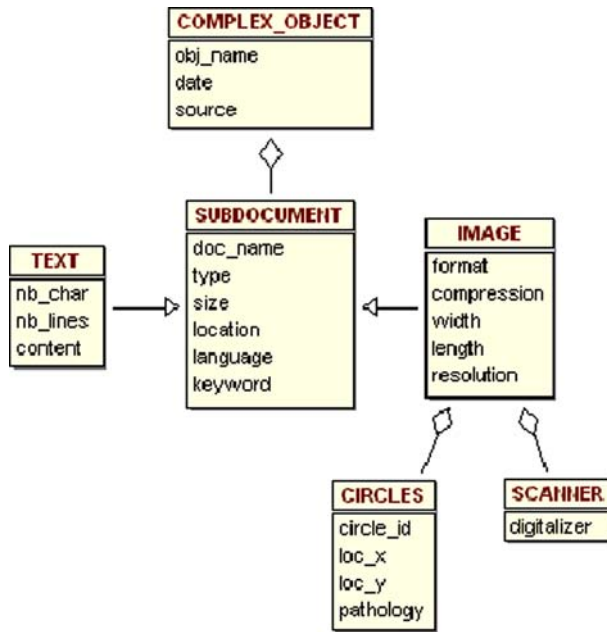 COMPLEX_OBJECT
obj_name
date
source
SUBDOCUMENT
doc_name
type
size
location
language
keyword
TEXT
nb_char
nb_lines
content
IMAGE
format
compression
width
length
resolution
CIRCLES
circle_id
loc_x
loc_y
pathology
SCANNER
digitalizer